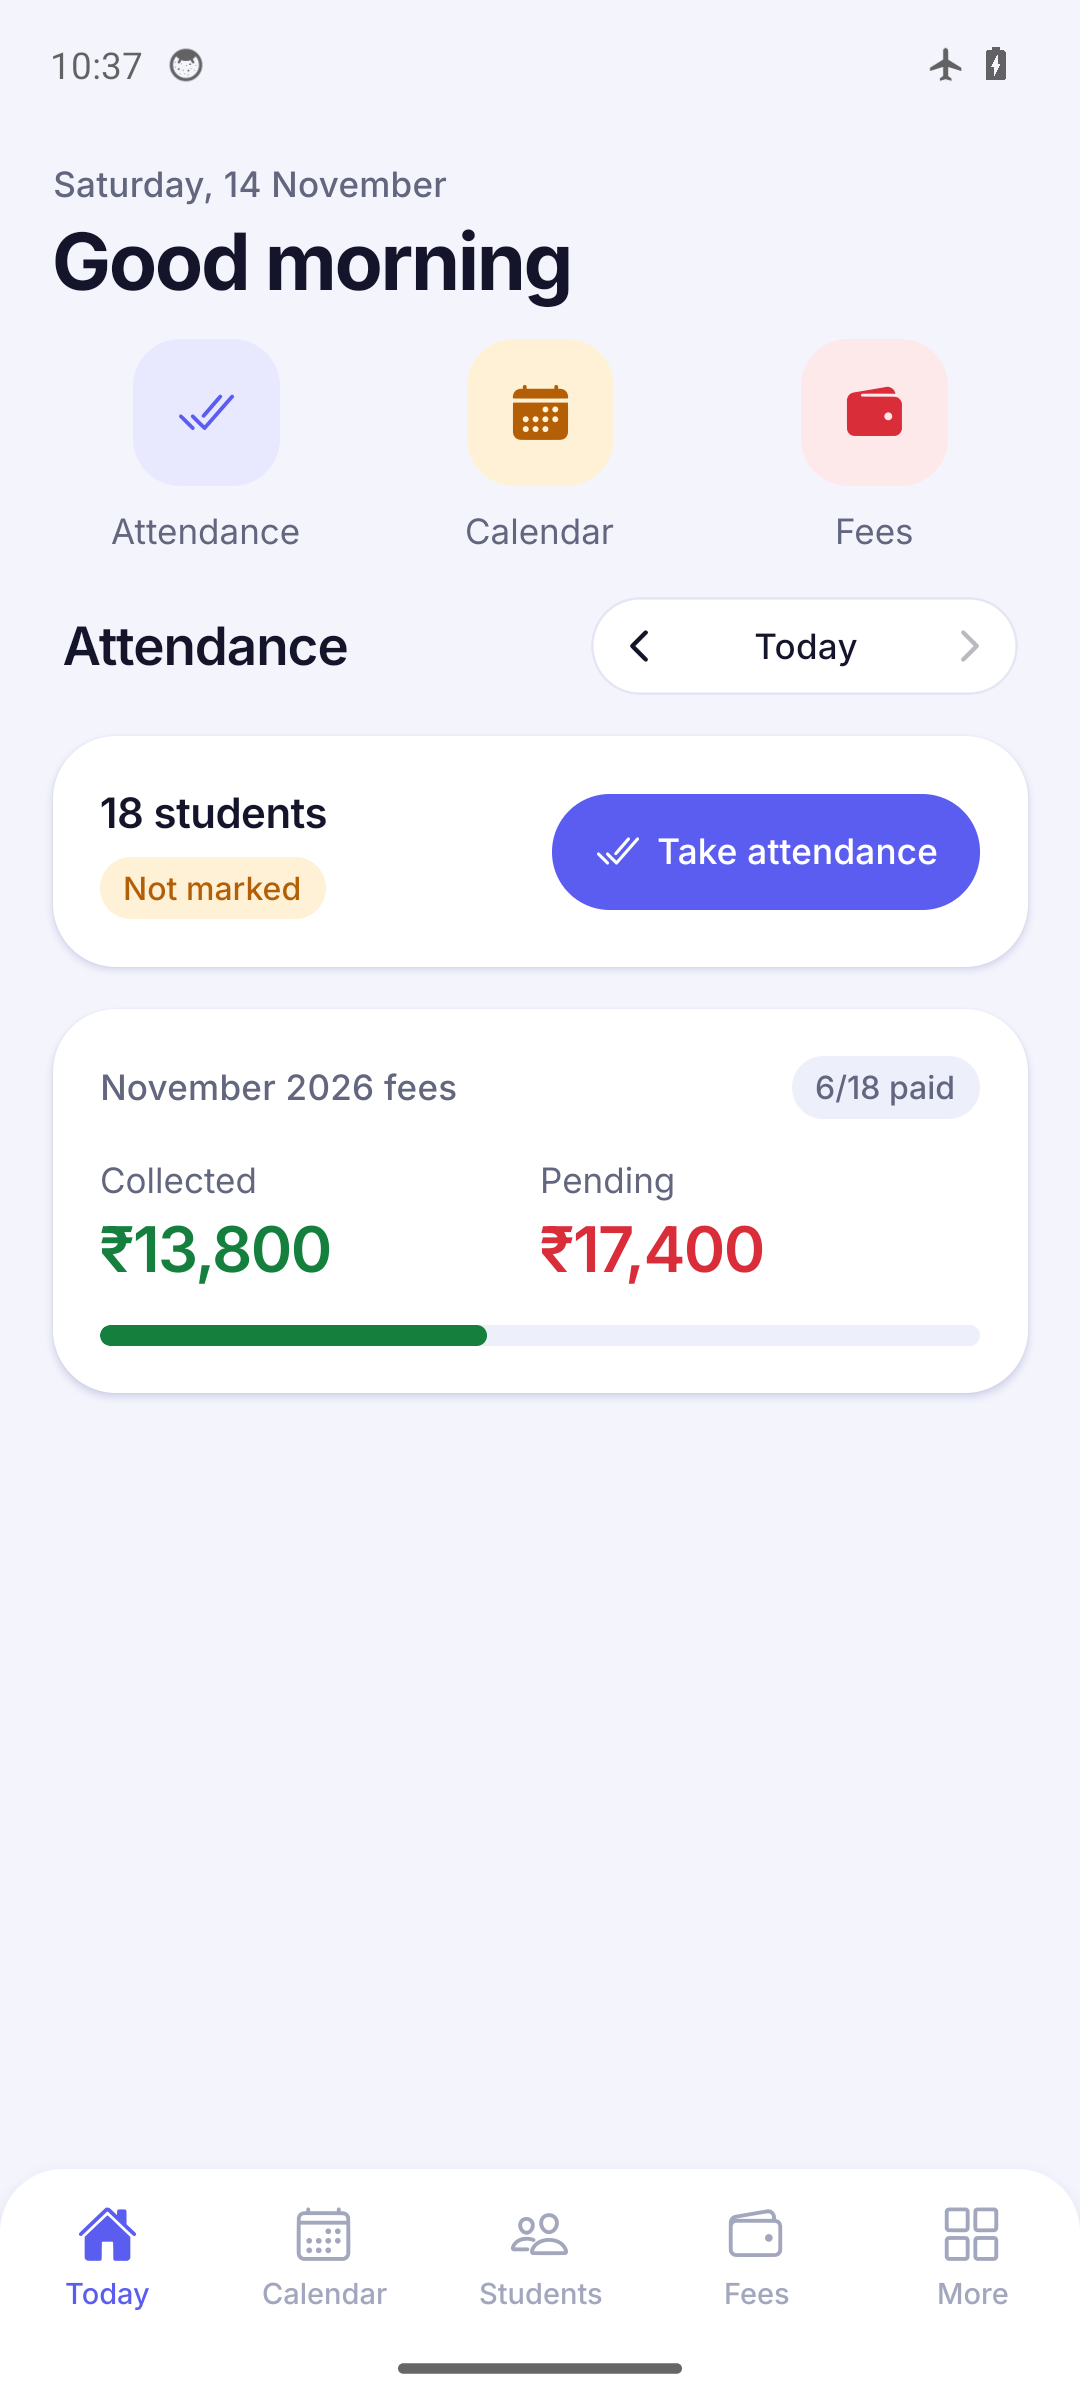 10:37
Saturday, 14 November
Good morning
Attendance
Calendar
Fees
Attendance
Today
18 students
Not marked
Take attendance
November 2026 fees
6/18 paid
Collected
Pending
₹13,800
₹17,400
Today
Calendar
Students
Fees
More